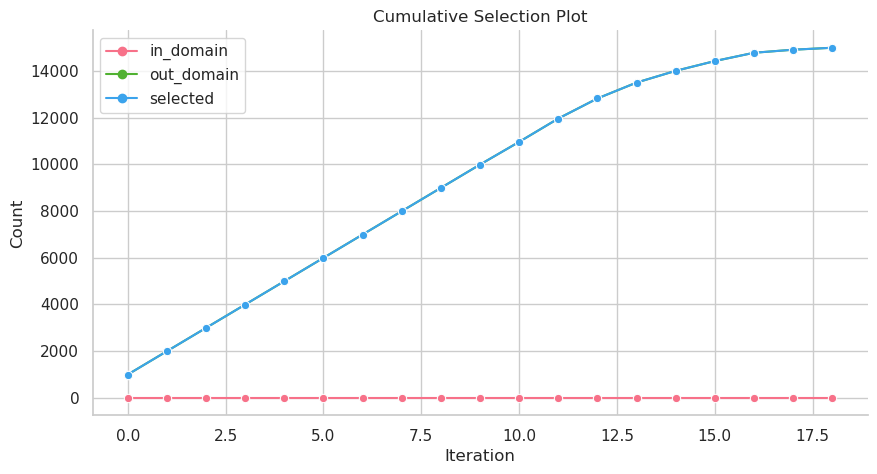 Cumulative Selection Plot
in_domain
out_domain
selected
14000
12000
10000
8000
6000
4000
2000
0
Count
0.0 2.5 5.0 7.5 10.0 12.5 15.0 17.5
Iteration